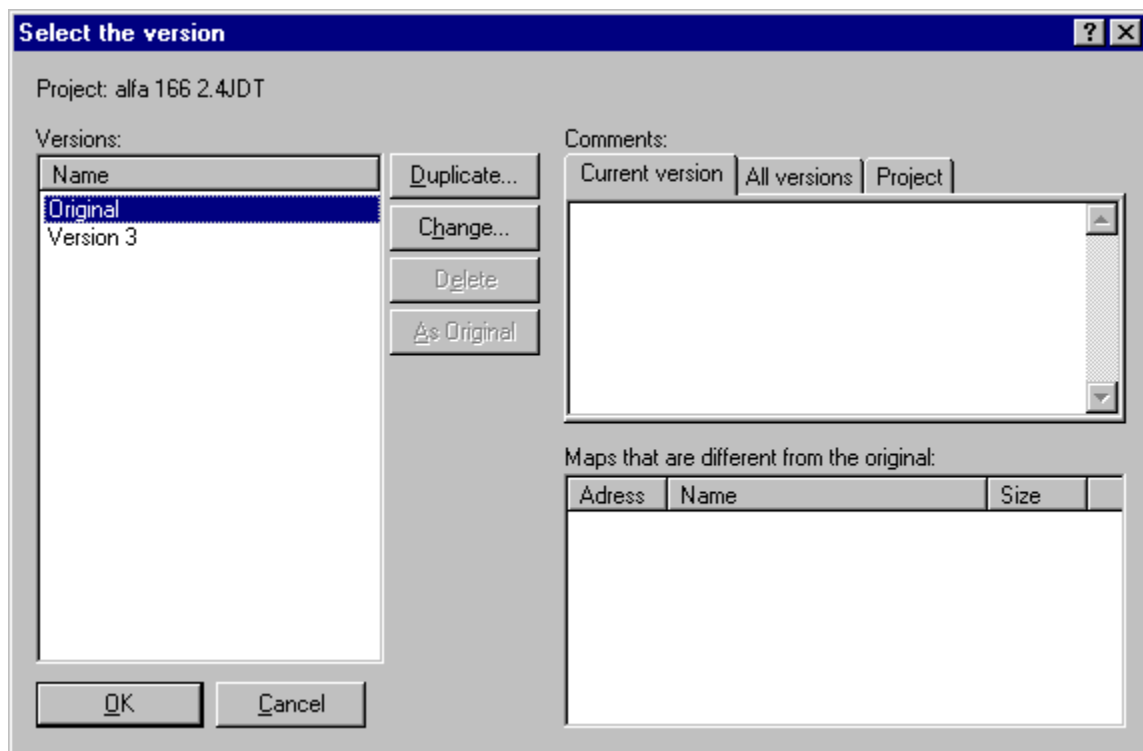 Select the version
Project: alfa 166 2.4JDT
Versions:
Name
Original
Version 3
Duplicate...
Change...
Delete
As Original
OK
Cancel
Comments:
Current version All versions Project
Maps that are different from the original:
Adress Name Size